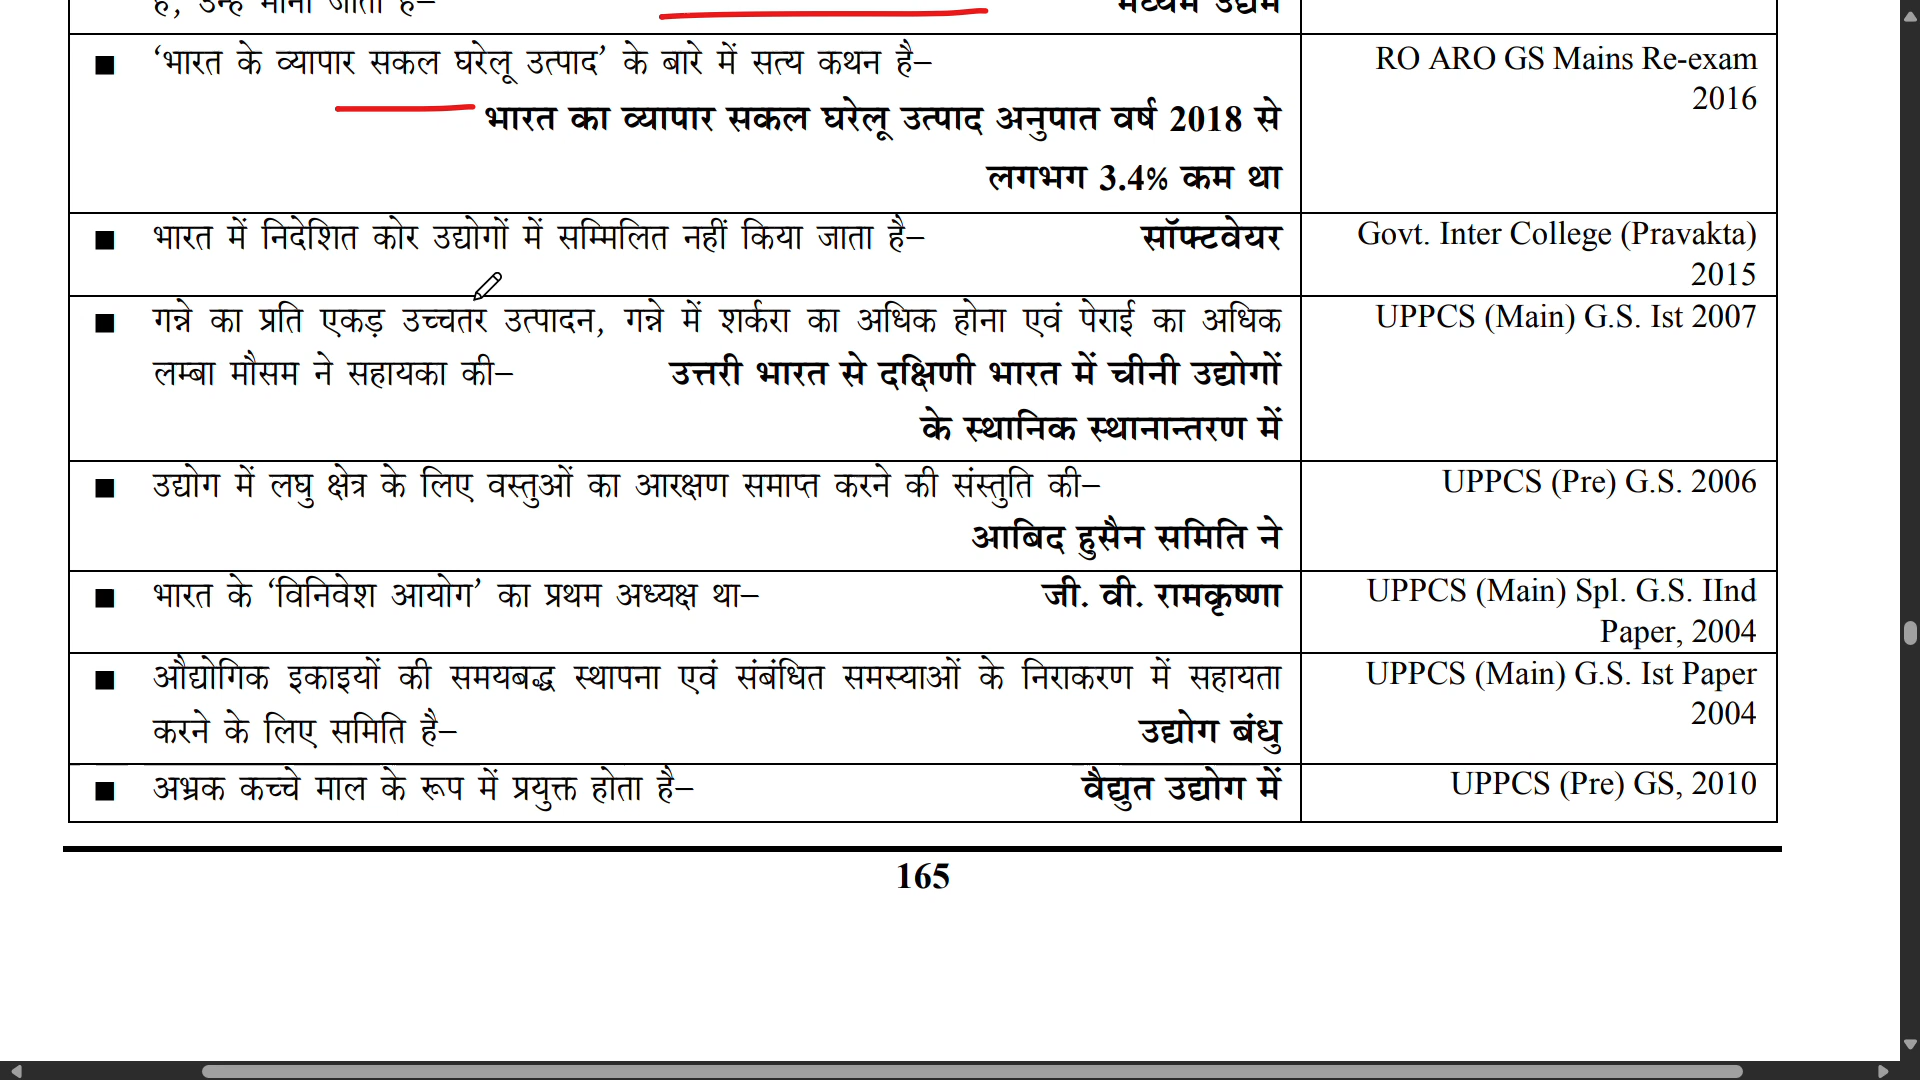 है, उन्हें माना जाता है– मध्यम उद्यम
■ ‘भारत के व्यापार सकल घरेलू उत्पाद’ के बारे में सत्य कथन है– RO ARO GS Mains Re-exam
2016
भारत का व्यापार सकल घरेलू उत्पाद अनुपात वर्ष 2018 से
लगभग 3.4% कम था
■ भारत में निदेशित कोर उद्योगों में सम्मिलित नहीं किया जाता है– सॉफ्टवेयर Govt. Inter College (Pravakta)
2015
■ गन्ने का प्रति एकड़ उच्चतर उत्पादन, गन्ने में शर्करा का अधिक होना एवं पेराई का अधिक UPPCS (Main) G.S. Ist 2007
लम्बा मौसम ने सहायका की– उत्तरी भारत से दक्षिणी भारत में चीनी उद्योगों
के स्थानिक स्थानान्तरण में
■ उद्योग में लघु क्षेत्र के लिए वस्तुओं का आरक्षण समाप्त करने की संस्तुति की– UPPCS (Pre) G.S. 2006
आबिद हुसैन समिति ने
■ भारत के ‘विनिवेश आयोग’ का प्रथम अध्यक्ष था– जी. वी. रामकृष्णा UPPCS (Main) Spl. G.S. IInd
Paper, 2004
■ औद्योगिक इकाइयों की समयबद्ध स्थापना एवं संबंधित समस्याओं के निराकरण में सहायता UPPCS (Main) G.S. Ist Paper
2004
करने के लिए समिति है– उद्योग बंधु
■ अभ्रक कच्चे माल के रूप में प्रयुक्त होता है– वैद्युत उद्योग में UPPCS (Pre) GS, 2010
165